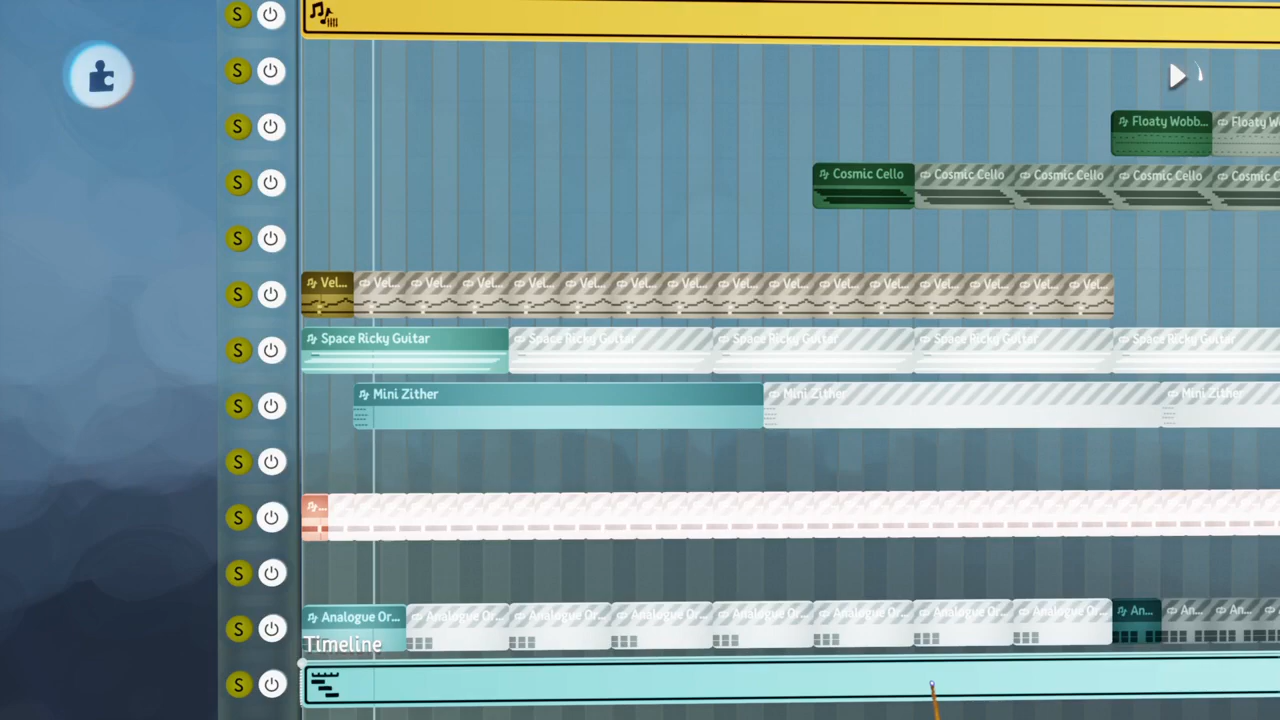 S
S
S Floaty Wobb... Floaty Wo
S Cosmic Cello Cosmic Cello Cosmic Cello Cosmic Cello Cosmic C
S
S Vel... Vel... Vel... Vel... Vel... Vel... Vel... Vel... Vel... Vel... Vel... Vel... Vel... Vel... Vel...
S Space Ricky Guitar Space Ricky Guitar Space Ricky Guitar Space Ricky Guitar Space Ricky Guitar
S Mini Zither Mini Zither Mini Zither
S
S
S
S Analogue Or... Analogue Or... Analogue Or... Analogue Or... Analogue Or... Analogue Or... Analogue Or... Analogue Or... An... An... An...
Timeline
S